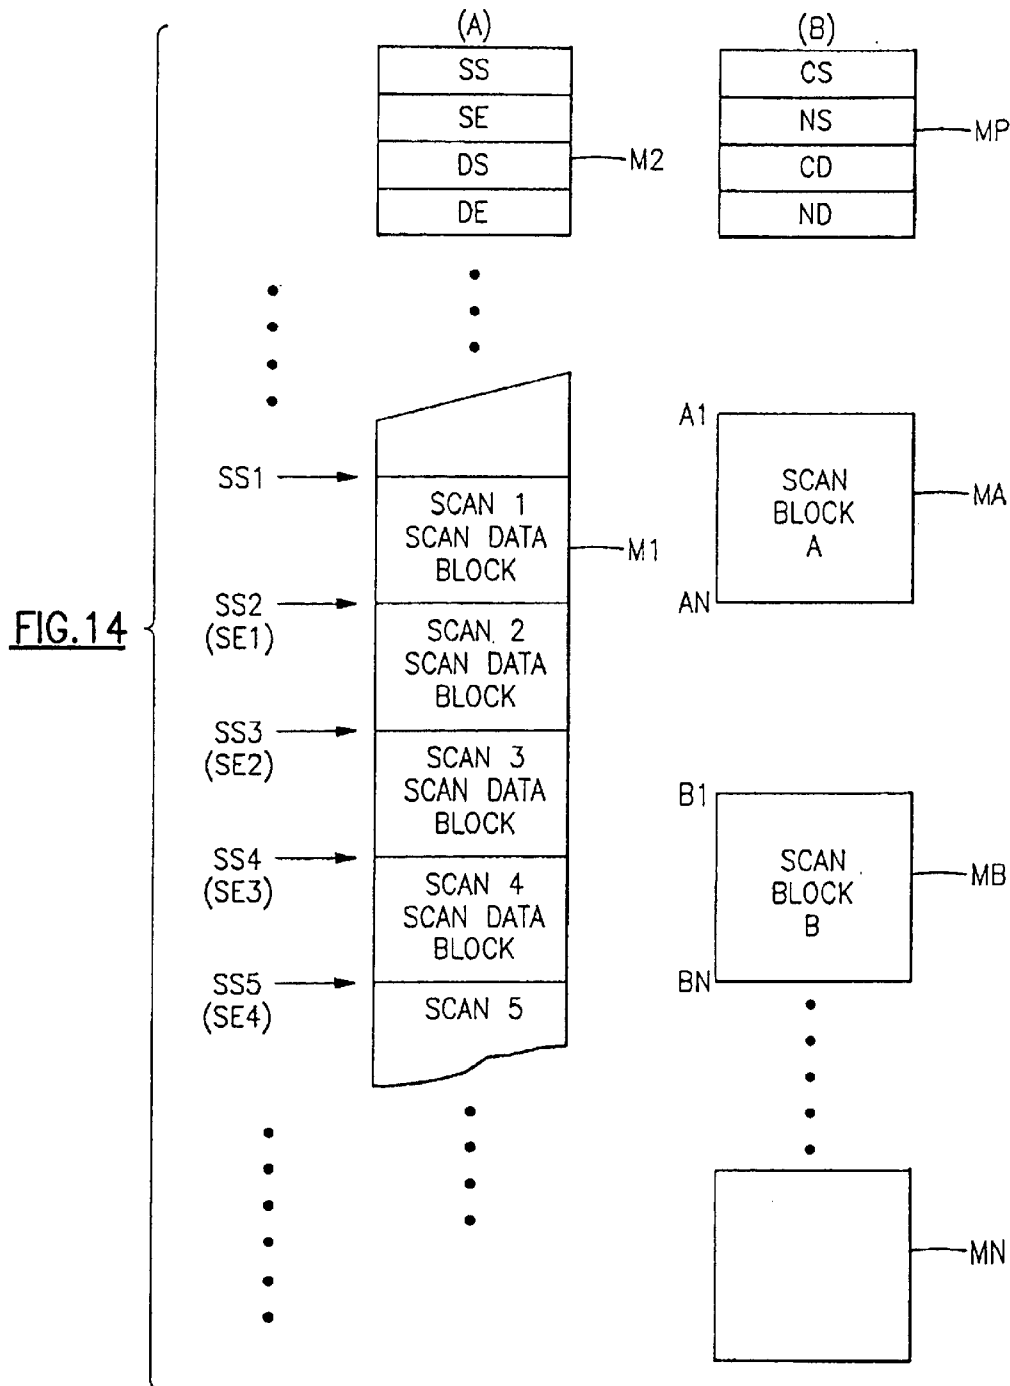 (A)
SS
SE
DS
DE
M2
(B)
CS
NS
CD
ND
MP
FIG.14
SS1
SS2
(SE1)
SS3
(SE2)
SS4
(SE3)
SS5
(SE4)
SCAN 1
SCAN DATA
BLOCK
M1
SCAN 2
SCAN DATA
BLOCK
SCAN 3
SCAN DATA
BLOCK
SCAN 4
SCAN DATA
BLOCK
SCAN 5
A1
AN
SCAN
BLOCK
A
MA
B1
BN
SCAN
BLOCK
B
MB
MN